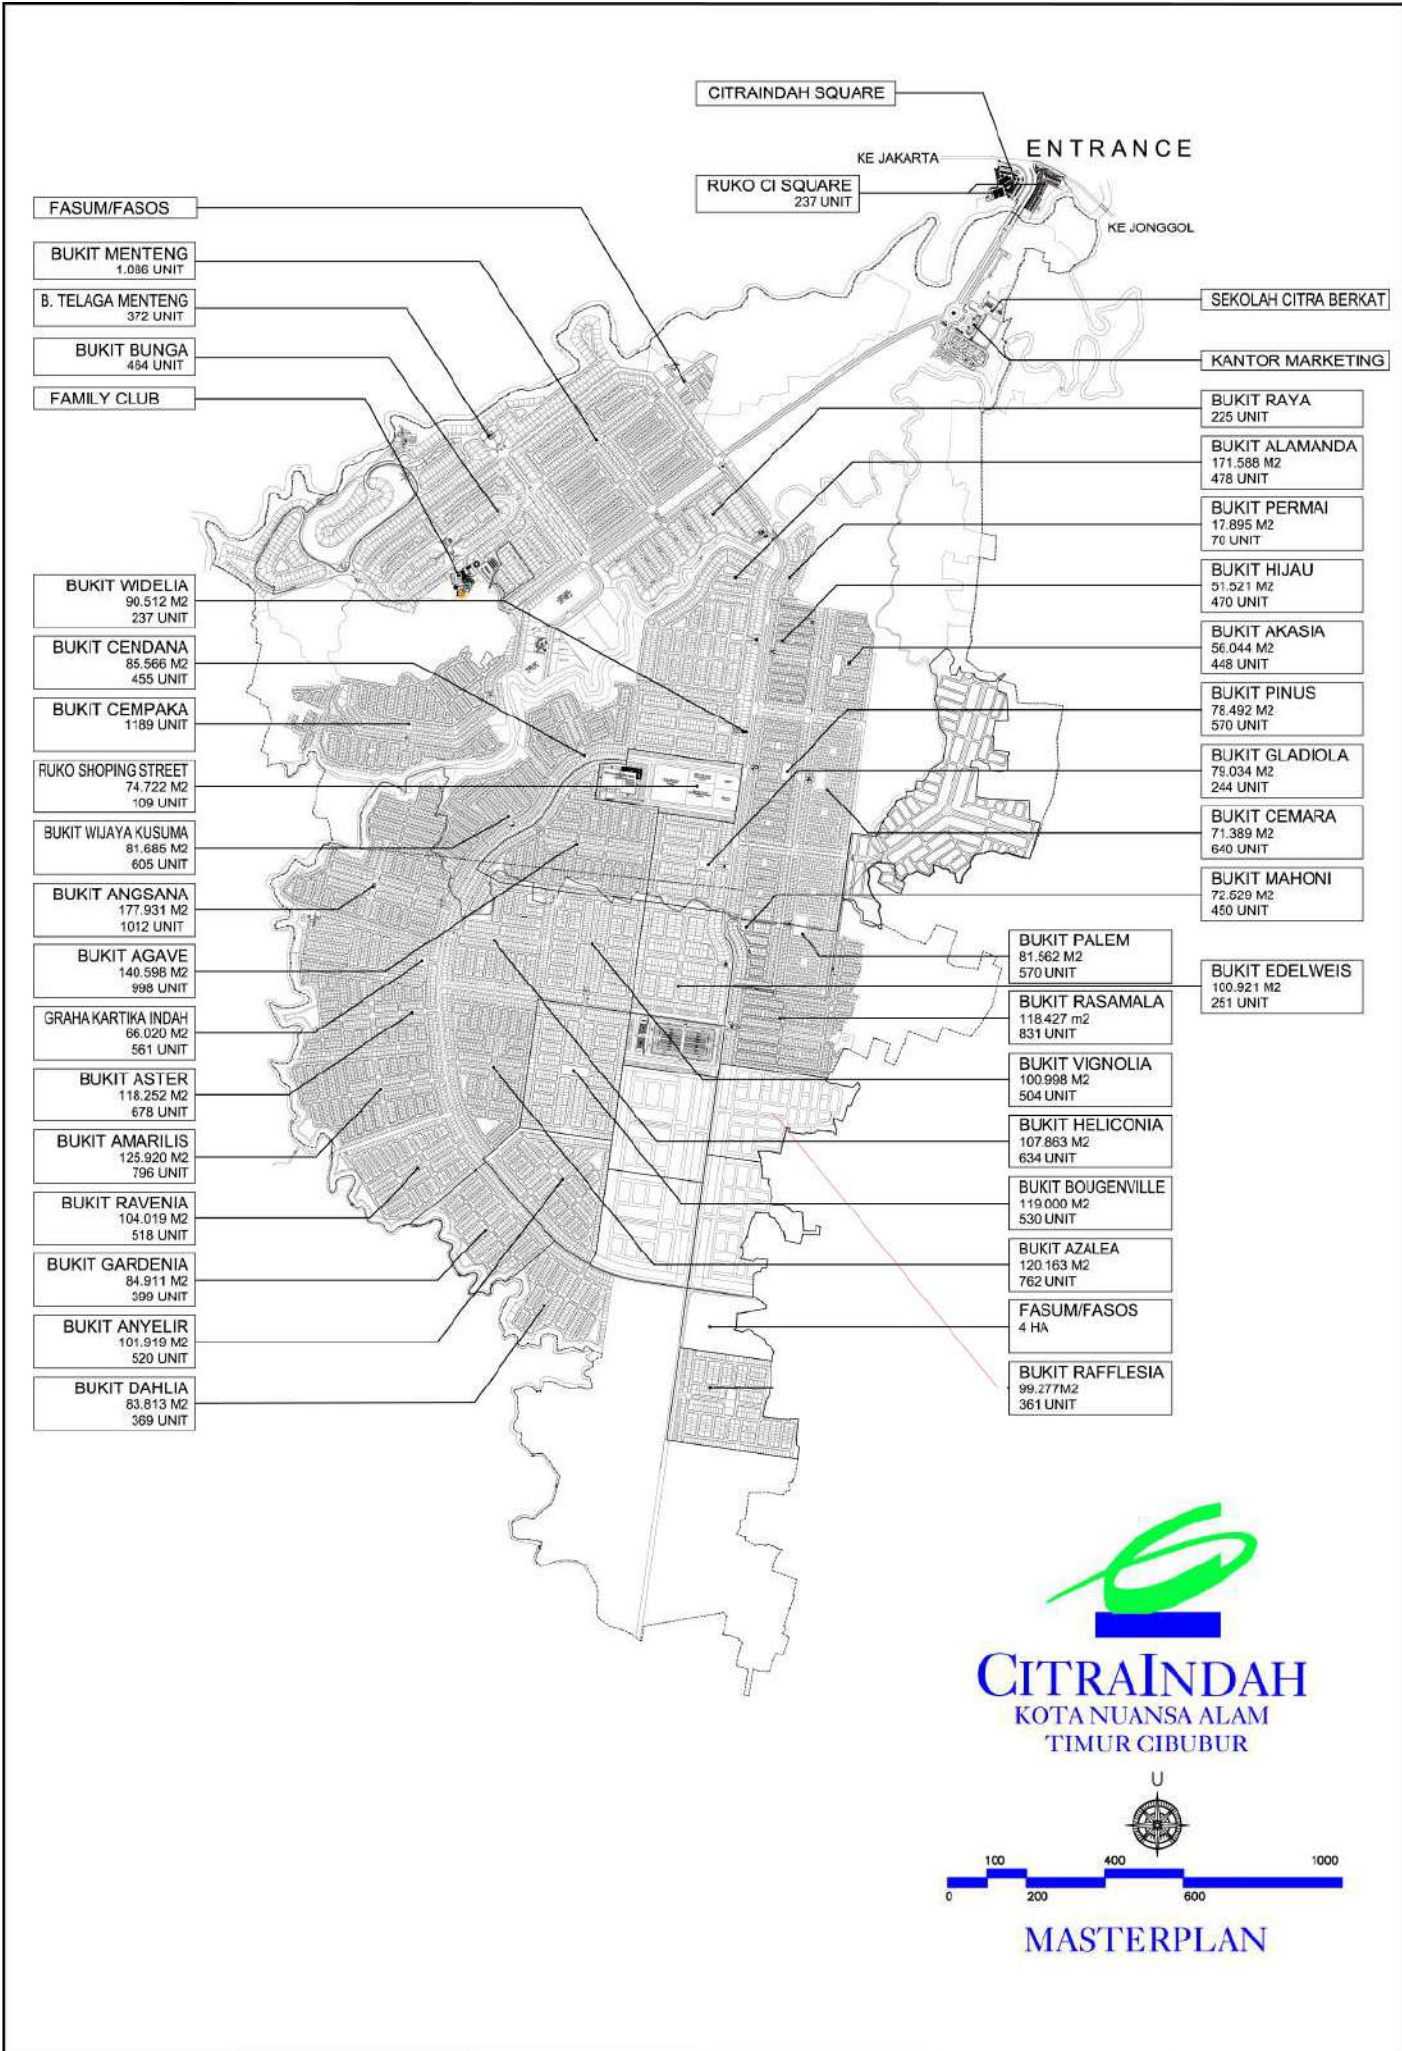 CITRAINDAH SQUARE
ENTRANCE
KE JAKARTA
RUKO CI SQUARE
237 UNIT
KE JONGGOL
FASUM/FASOS
BUKIT MENTENG
1.086 UNIT
B. TELAGA MENTENG
372 UNIT
BUKIT BUNGA
464 UNIT
FAMILY CLUB
BUKIT WIDELIA
90.512 M2
237 UNIT
BUKIT CENDANA
85.566 M2
455 UNIT
BUKIT CEMPAKA
1189 UNIT
RUKO SHOPING STREET
74.722 M2
109 UNIT
BUKIT WIJAYA KUSUMA
81.685 M2
605 UNIT
BUKIT ANGSANA
177.931 M2
1012 UNIT
BUKIT AGAVE
140.598 M2
998 UNIT
GRAHA KARTIKA INDAH
66.020 M2
561 UNIT
BUKIT ASTER
118.252 M2
678 UNIT
BUKIT AMARILIS
125.920 M2
796 UNIT
BUKIT RAVENIA
104.019 M2
518 UNIT
BUKIT GARDENIA
84.911 M2
399 UNIT
BUKIT ANYELIR
101.919 M2
520 UNIT
BUKIT DAHLIA
83.813 M2
369 UNIT
SEKOLAH CITRA BERKAT
KANTOR MARKETING
BUKIT RAYA
225 UNIT
BUKIT ALAMANDA
171.588 M2
478 UNIT
BUKIT PERMAI
17.895 M2
70 UNIT
BUKIT HIJAU
51.521 M2
470 UNIT
BUKIT AKASIA
56.044 M2
448 UNIT
BUKIT PINUS
78.492 M2
570 UNIT
BUKIT GLADIOLA
79.034 M2
244 UNIT
BUKIT CEMARA
71.389 M2
640 UNIT
BUKIT MAHONI
72.529 M2
450 UNIT
BUKIT EDELWEIS
100.921 M2
251 UNIT
BUKIT PALEM
81.562 M2
570 UNIT
BUKIT RASAMALA
118.427 m2
831 UNIT
BUKIT VIGNOLIA
100.998 M2
504 UNIT
BUKIT HELICONIA
107.863 M2
634 UNIT
BUKIT BOUGENVILLE
119.000 M2
530 UNIT
BUKIT AZALEA
120.163 M2
762 UNIT
FASUM/FASOS
4 HA
BUKIT RAFFLESIA
99.277M2
361 UNIT
CITRAINDAH
KOTA NUANSA ALAM
TIMUR CIBUBUR
U
100 400 1000
0 200 600
MASTERPLAN